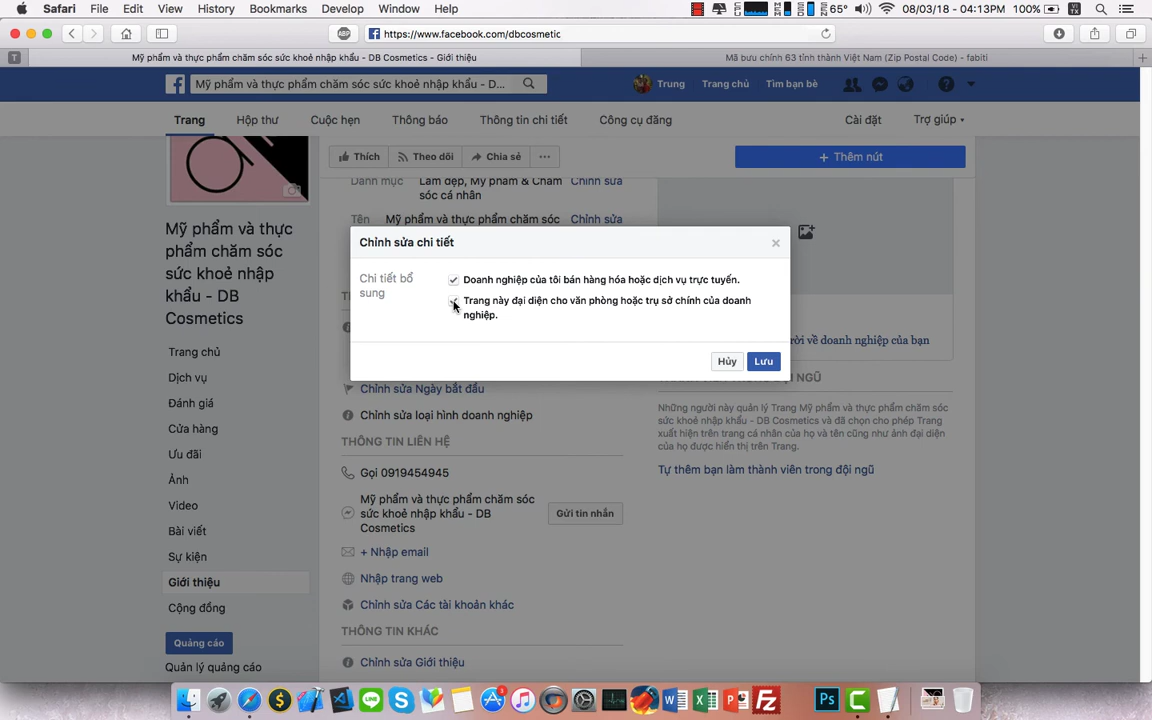 Safari File Edit View History Bookmarks Develop Window Help
65° 08/03/18 - 04:13PM 100%
ABP https://www.facebook.com/dbcosmetic
T Mỹ phẩm và thực phẩm chăm sóc sức khoẻ nhập khẩu - DB Cosmetics - Giới thiệu
Mã bưu chính 63 tỉnh thành Việt Nam (Zip Postal Code) - fabiti
Mỹ phẩm và thực phẩm chăm sóc sức khoẻ nhập khẩu - D...
Trung Trang chủ Tìm bạn bè
Trang Hộp thư Cuộc hẹn Thông báo Thông tin chi tiết Công cụ đăng Cài đặt Trợ giúp
Thích Theo dõi Chia sẻ ... + Thêm nút
Danh mục Làm đẹp, Mỹ phẩm & Chăm Chỉnh sửa
sóc cá nhân
Tên Mỹ phẩm và thực phẩm chăm sóc Chỉnh sửa
Mỹ phẩm và thực
phẩm chăm sóc
sức khoẻ nhập
khẩu - DB
Cosmetics
Chỉnh sửa chi tiết
Chi tiết bổ
sung
Doanh nghiệp của tôi bán hàng hóa hoặc dịch vụ trực tuyến.
Trang này đại diện cho văn phòng hoặc trụ sở chính của doanh
nghiệp.
Hủy Lưu
Trang chủ
Dịch vụ
Đánh giá
Cửa hàng
Ưu đãi
Ảnh
Video
Bài viết
Sự kiện
Giới thiệu
Cộng đồng
Quảng cáo
Quản lý quảng cáo
Chỉnh sửa Ngày bắt đầu
Chỉnh sửa loại hình doanh nghiệp
THÔNG TIN LIÊN HỆ
Gọi 0919454945
Mỹ phẩm và thực phẩm chăm sóc
sức khoẻ nhập khẩu - DB
Cosmetics
Gửi tin nhắn
+ Nhập email
Nhập trang web
Chỉnh sửa Các tài khoản khác
THÔNG TIN KHÁC
Chỉnh sửa Giới thiệu
về doanh nghiệp của bạn
NGŨ
Những người này quản lý Trang Mỹ phẩm và thực phẩm chăm sóc
sức khoẻ nhập khẩu - DB Cosmetics và đã chọn cho phép Trang
xuất hiện trên trang cá nhân của họ và tên cũng như ảnh đại diện
của họ được hiển thị trên Trang.
Tự thêm bạn làm thành viên trong đội ngũ